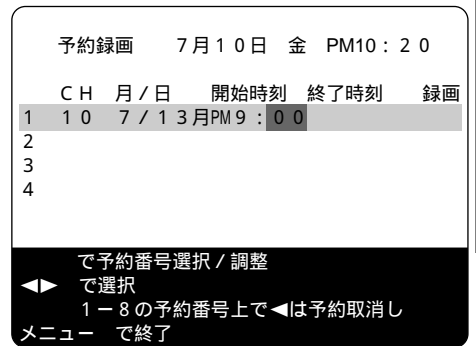 予約録画 7月10日 金 PM10:20
CH 月/日 開始時刻 終了時刻 録画
1 10 7/13月PM9:00
2
3
4
で予約番号選択/調整
◀▶ で選択
1ー8の予約番号上で◀は予約取消し
メニュー で終了